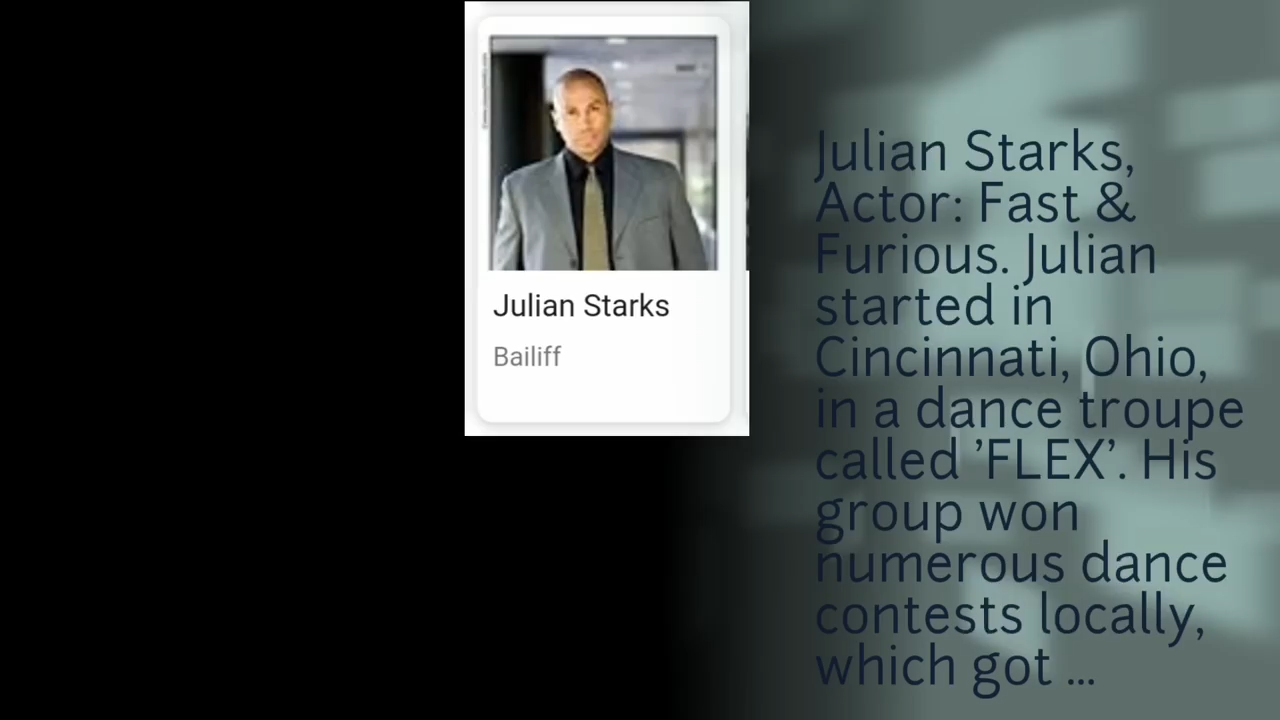 Julian Starks
Bailiff
Julian Starks,
Actor: Fast &
Furious. Julian
started in
Cincinnati, Ohio,
in a dance troupe
called ’FLEX’. His
group won
numerous dance
contests locally,
which got ...